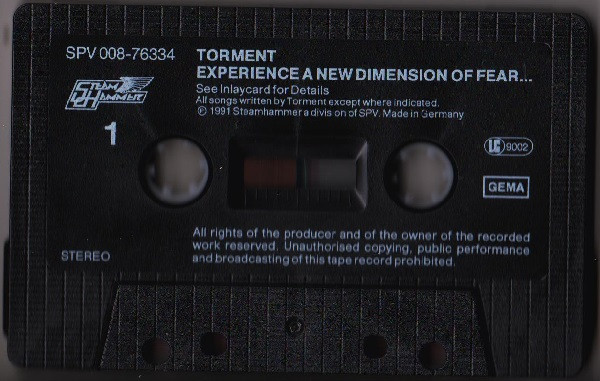 SPV 008-76334
TORMENT
EXPERIENCE A NEW DIMENSION OF FEAR...
See Inlaycard for Details
All songs written by Torment except where indicated.
℗ 1991 Steamhammer a division of SPV. Made in Germany
STEAM
HAMMER
1
LC 9002
GEMA
All rights of the producer and of the owner of the recorded
work reserved. Unauthorised copying, public performance
and broadcasting of this tape record prohibited.
STEREO